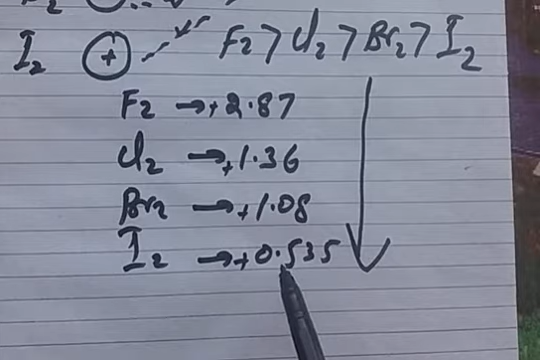 I₂ (+) F₂ > Cl₂ > Br₂ > I₂
F₂ → +2.87
Cl₂ → +1.36
Br₂ → +1.08
I₂ → +0.535